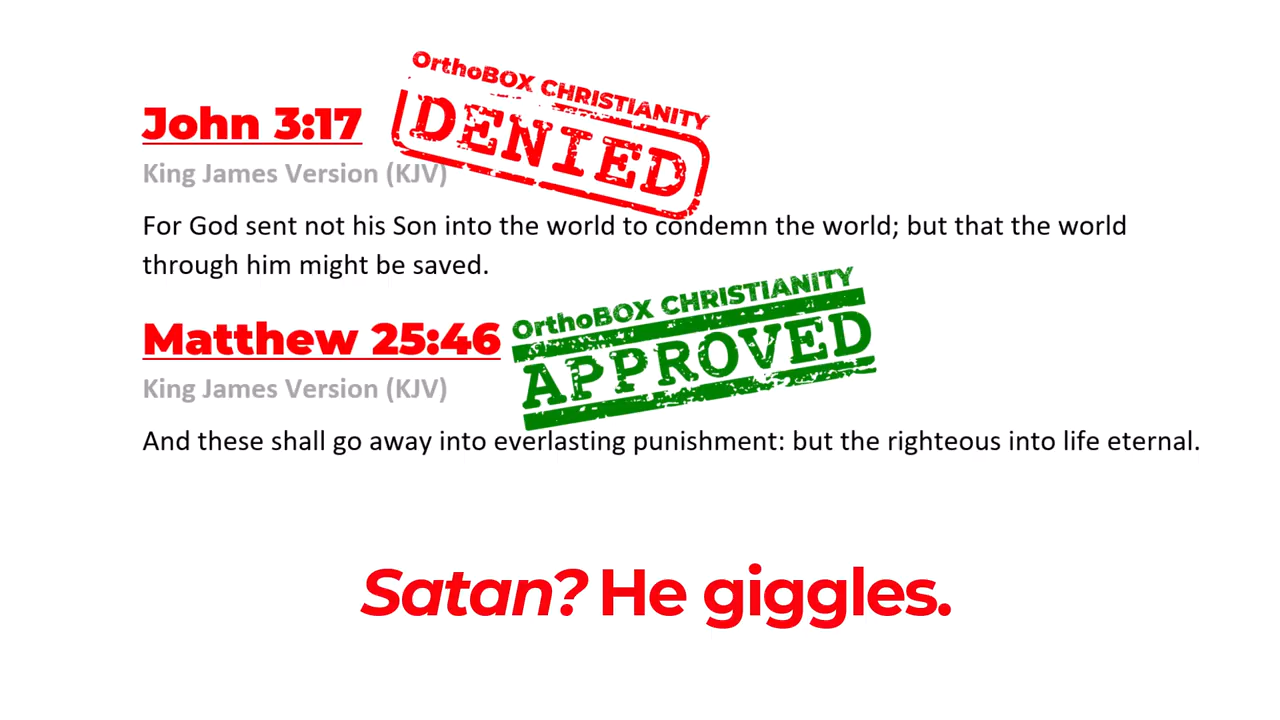 OrthoBOX CHRISTIANITY
DENIED
John 3:17
King James Version (KJV)
For God sent not his Son into the world to condemn the world; but that the world
through him might be saved.
OrthoBOX CHRISTIANITY
APPROVED
Matthew 25:46
King James Version (KJV)
And these shall go away into everlasting punishment: but the righteous into life eternal.
Satan? He giggles.